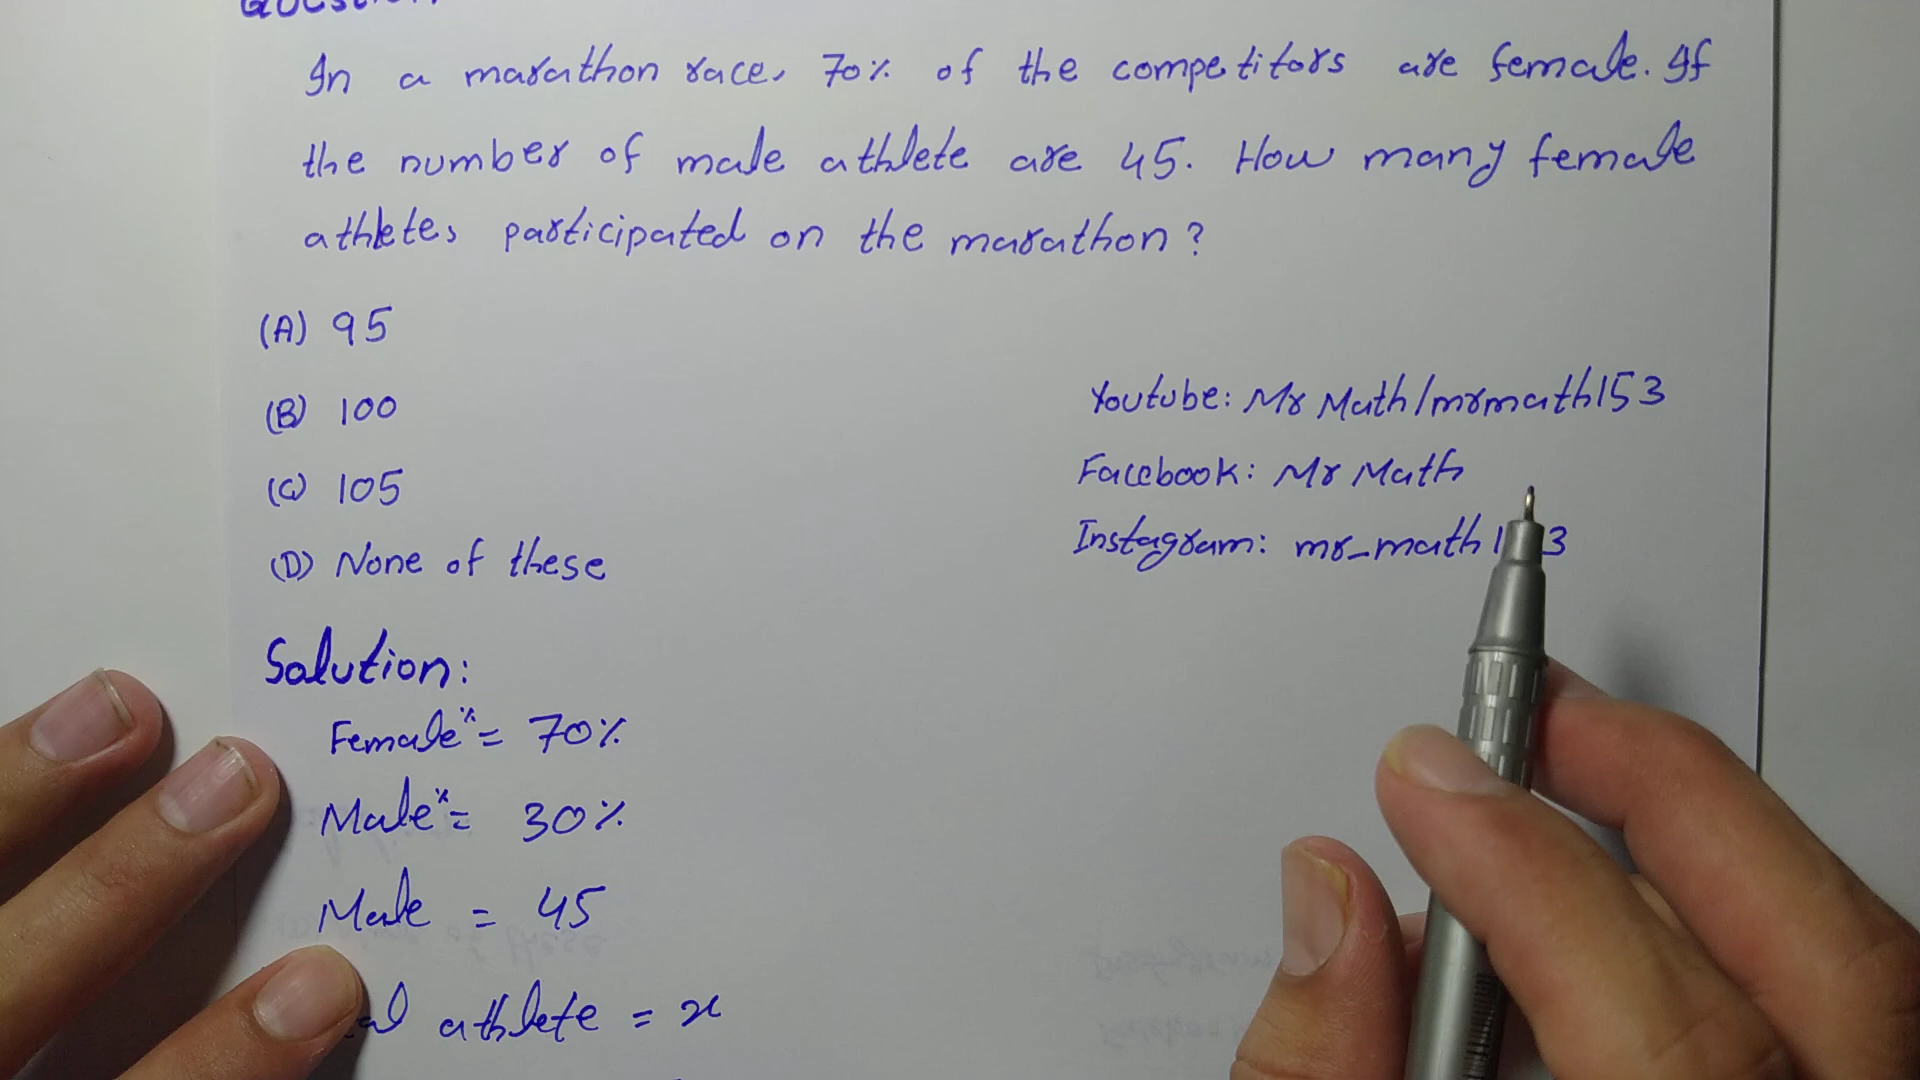 In a marathon race, 70% of the competitors are female. If
the number of male athlete are 45. How many female
athletes participated on the marathon?
(A) 95
(B) 100
(C) 105
(D) None of these
Youtube: Mr Math/mrmath153
Facebook: Mr Math
Instagram: mr_math1 3
Solution:
Female% = 70%
Male% = 30%
Male = 45
athlete = x